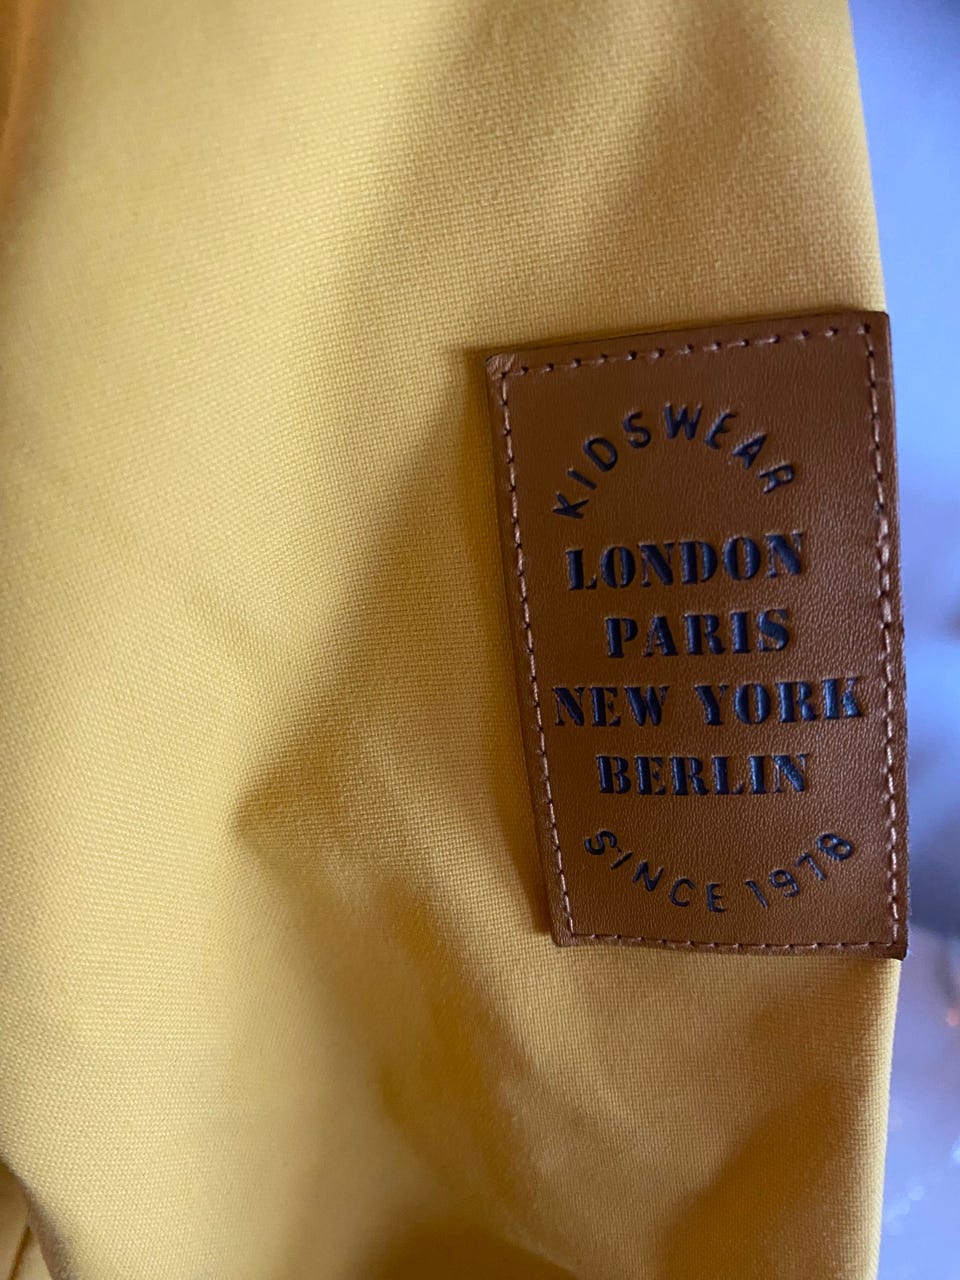 KIDSWEAR
LONDON
PARIS
NEW YORK
BERLIN
SINCE 1978